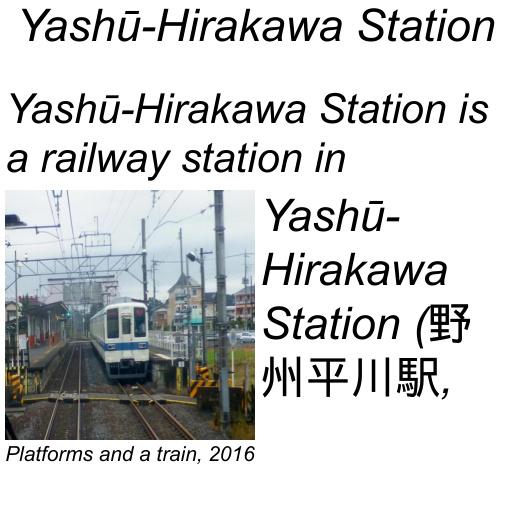 Yashū-Hirakawa Station
Yashū-Hirakawa Station is
a railway station in
Yashū-
Hirakawa
Station (野
州平川駅,
Platforms and a train, 2016